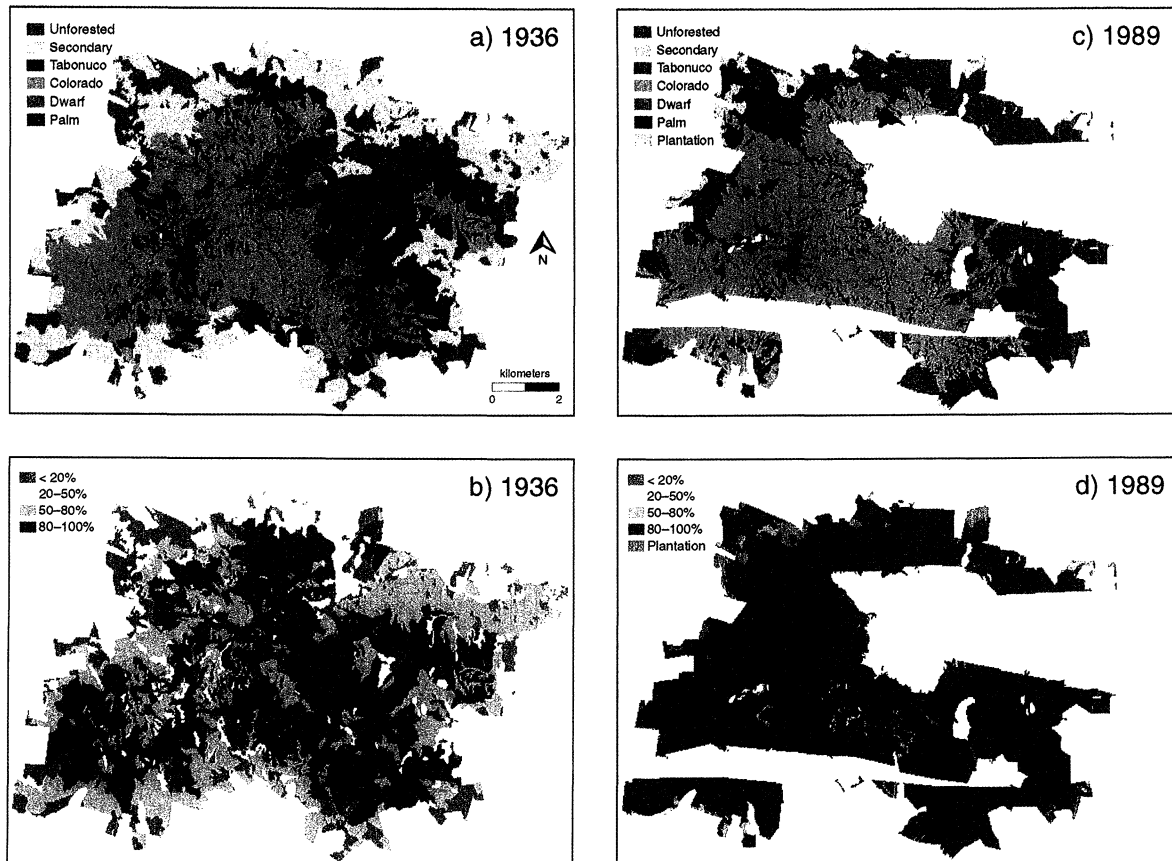 a) 1936
Unforested
Secondary
Tabonuco
Colorado
Dwarf
Palm
N
kilometers
0 2
c) 1989
Unforested
Secondary
Tabonuco
Colorado
Dwarf
Palm
Plantation
b) 1936
< 20%
20–50%
50–80%
80–100%
d) 1989
< 20%
20–50%
50–80%
80–100%
Plantation